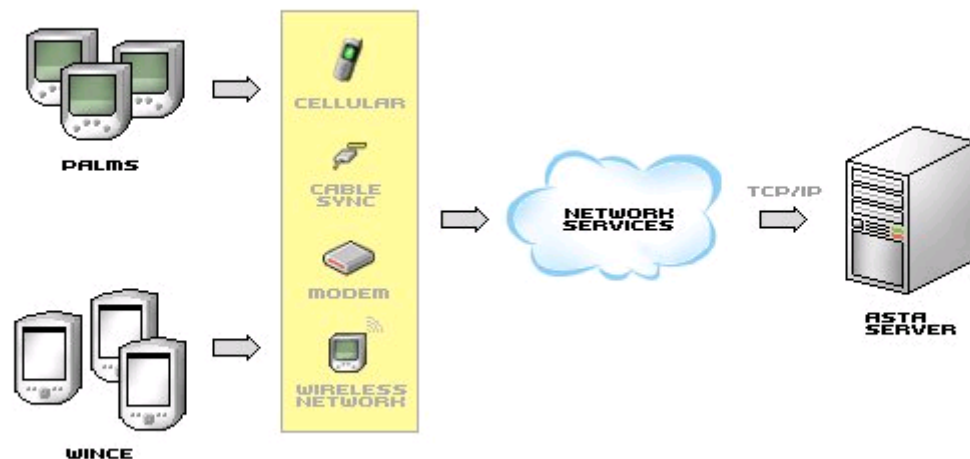 PALMS
WINCE
CELLULAR
CABLE
SYNC
MODEM
WIRELESS
NETWORK
NETWORK
SERVICES
TCP/IP
ASTA
SERVER